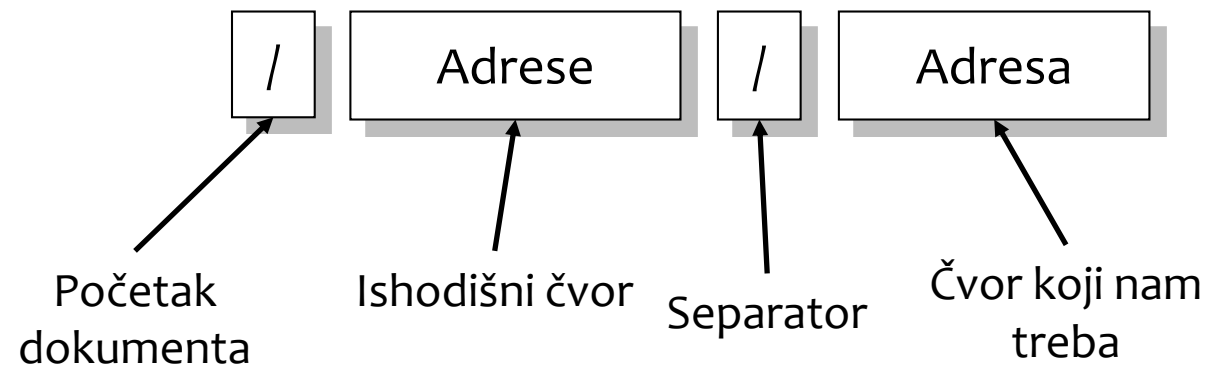 / Adrese / Adresa
Početak
dokumenta
Ishodišni čvor
Separator
Čvor koji nam
treba